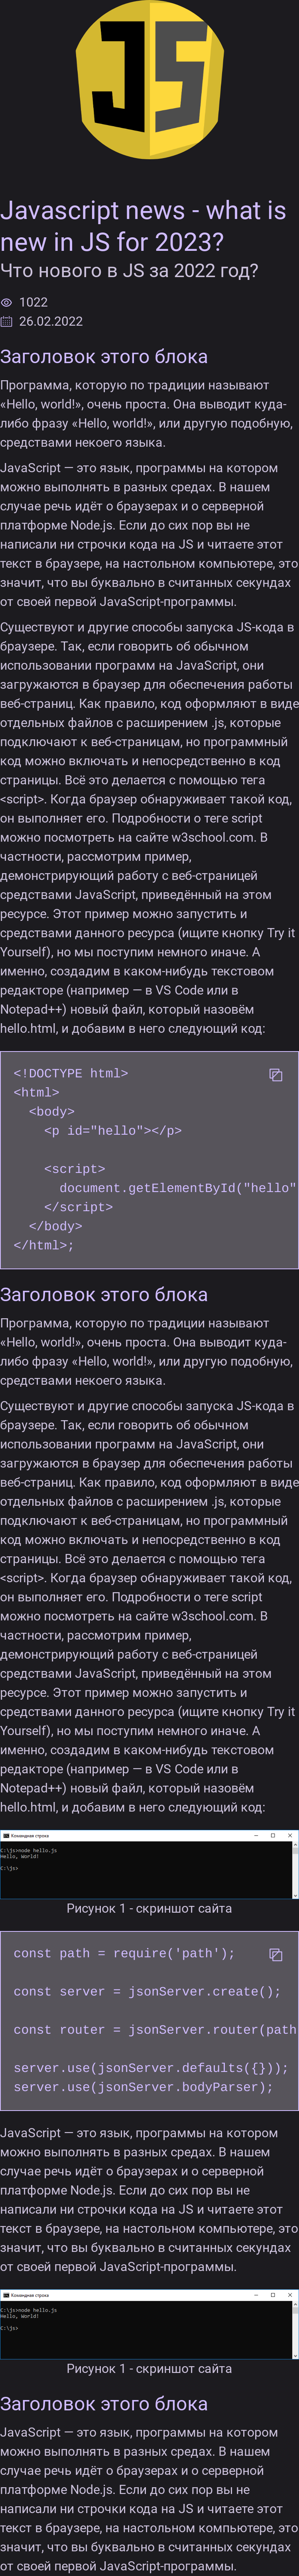 JS
Javascript news - what is
new in JS for 2023?
Что нового в JS за 2022 год?
1022
26.02.2022
Заголовок этого блока
Программа, которую по традиции называют
«Hello, world!», очень проста. Она выводит куда-
либо фразу «Hello, world!», или другую подобную,
средствами некоего языка.
JavaScript — это язык, программы на котором
можно выполнять в разных средах. В нашем
случае речь идёт о браузерах и о серверной
платформе Node.js. Если до сих пор вы не
написали ни строчки кода на JS и читаете этот
текст в браузере, на настольном компьютере, это
значит, что вы буквально в считанных секундах
от своей первой JavaScript-программы.
Существуют и другие способы запуска JS-кода в
браузере. Так, если говорить об обычном
использовании программ на JavaScript, они
загружаются в браузер для обеспечения работы
веб-страниц. Как правило, код оформляют в виде
отдельных файлов с расширением .js, которые
подключают к веб-страницам, но программный
код можно включать и непосредственно в код
страницы. Всё это делается с помощью тега
<script>. Когда браузер обнаруживает такой код,
он выполняет его. Подробности о теге script
можно посмотреть на сайте w3school.com. В
частности, рассмотрим пример,
демонстрирующий работу с веб-страницей
средствами JavaScript, приведённый на этом
ресурсе. Этот пример можно запустить и
средствами данного ресурса (ищите кнопку Try it
Yourself), но мы поступим немного иначе. А
именно, создадим в каком-нибудь текстовом
редакторе (например — в VS Code или в
Notepad++) новый файл, который назовём
hello.html, и добавим в него следующий код:
<!DOCTYPE html>
<html>
<body>
<p id="hello"></p>
<script>
document.getElementById("hello"
</script>
</body>
</html>;
Заголовок этого блока
Программа, которую по традиции называют
«Hello, world!», очень проста. Она выводит куда-
либо фразу «Hello, world!», или другую подобную,
средствами некоего языка.
Существуют и другие способы запуска JS-кода в
браузере. Так, если говорить об обычном
использовании программ на JavaScript, они
загружаются в браузер для обеспечения работы
веб-страниц. Как правило, код оформляют в виде
отдельных файлов с расширением .js, которые
подключают к веб-страницам, но программный
код можно включать и непосредственно в код
страницы. Всё это делается с помощью тега
<script>. Когда браузер обнаруживает такой код,
он выполняет его. Подробности о теге script
можно посмотреть на сайте w3school.com. В
частности, рассмотрим пример,
демонстрирующий работу с веб-страницей
средствами JavaScript, приведённый на этом
ресурсе. Этот пример можно запустить и
средствами данного ресурса (ищите кнопку Try it
Yourself), но мы поступим немного иначе. А
именно, создадим в каком-нибудь текстовом
редакторе (например — в VS Code или в
Notepad++) новый файл, который назовём
hello.html, и добавим в него следующий код:
Командная строка
C:\js>node hello.js
Hello, World!
C:\js>
Рисунок 1 - скриншот сайта
const path = require('path');
const server = jsonServer.create();
const router = jsonServer.router(path
server.use(jsonServer.defaults({}));
server.use(jsonServer.bodyParser);
JavaScript — это язык, программы на котором
можно выполнять в разных средах. В нашем
случае речь идёт о браузерах и о серверной
платформе Node.js. Если до сих пор вы не
написали ни строчки кода на JS и читаете этот
текст в браузере, на настольном компьютере, это
значит, что вы буквально в считанных секундах
от своей первой JavaScript-программы.
Командная строка
C:\js>node hello.js
Hello, World!
C:\js>
Рисунок 1 - скриншот сайта
Заголовок этого блока
JavaScript — это язык, программы на котором
можно выполнять в разных средах. В нашем
случае речь идёт о браузерах и о серверной
платформе Node.js. Если до сих пор вы не
написали ни строчки кода на JS и читаете этот
текст в браузере, на настольном компьютере, это
значит, что вы буквально в считанных секундах
от своей первой JavaScript-программы.